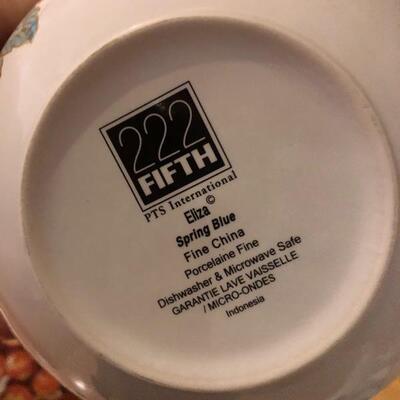 222
FIFTH
PTS International
Eliza©
Spring Blue
Fine China
Porcelaine Fine
Dishwasher & Microwave Safe
GARANTIE LAVE VAISSELLE
/ MICRO-ONDES
Indonesia